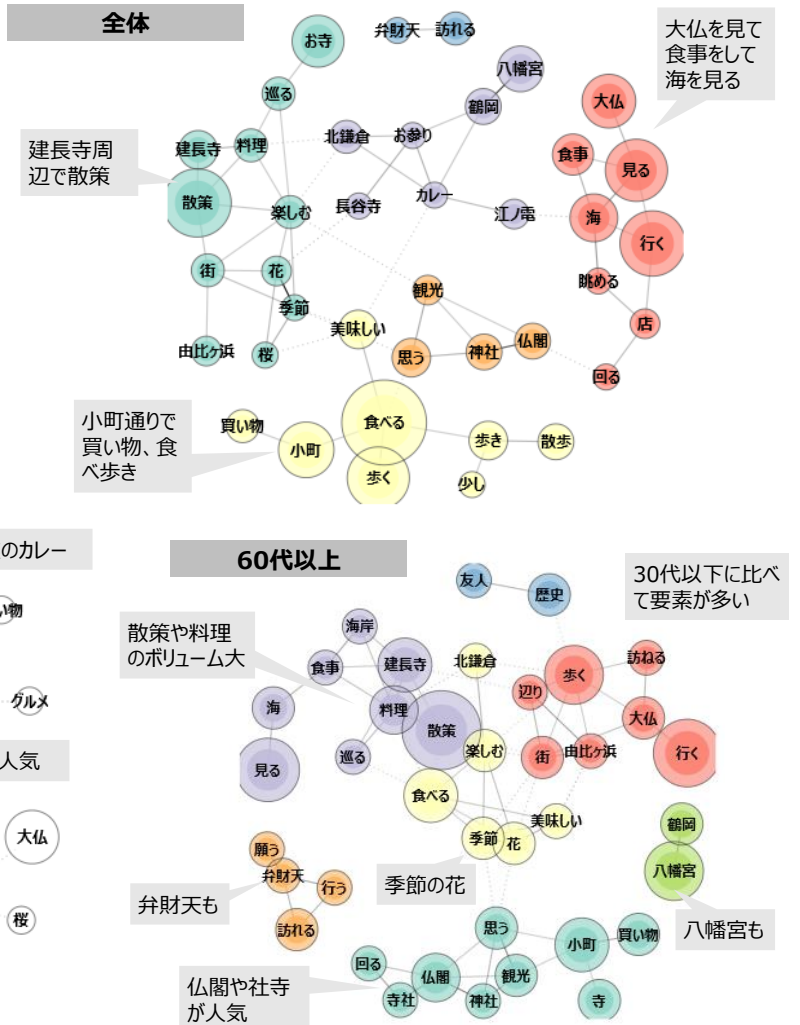 全体
お寺
弁財天
訪れる
大仏を見て
食事をして
海を見る
八幡宮
巡る
鶴岡
大仏
建長寺周
辺で散策
建長寺
料理
北鎌倉
お参り
食事
見る
散策
楽しむ
長谷寺
カレー
江ノ電
海
行く
街
花
眺める
季節
観光
美味しい
店
由比ヶ浜
桜
思う
神社
仏閣
回る
小町通りで
買い物、食
べ歩き
買い物
小町
食べる
歩き
散歩
歩く
少し
のカレー
い物
グルメ
人気
大仏
桜
60代以上
友人
歴史
30代以下に比べ
て要素が多い
散策や料理
のボリューム大
海岸
食事
建長寺
北鎌倉
歩く
訪ねる
海
料理
辺り
散策
大仏
見る
巡る
楽しむ
街
由比ヶ浜
行く
食べる
美味しい
鶴岡
季節
花
願う
弁財天
行う
季節の花
八幡宮
弁財天も
訪れる
八幡宮も
思う
小町
買い物
回る
仏閣
観光
寺社
神社
寺
仏閣や社寺
が人気